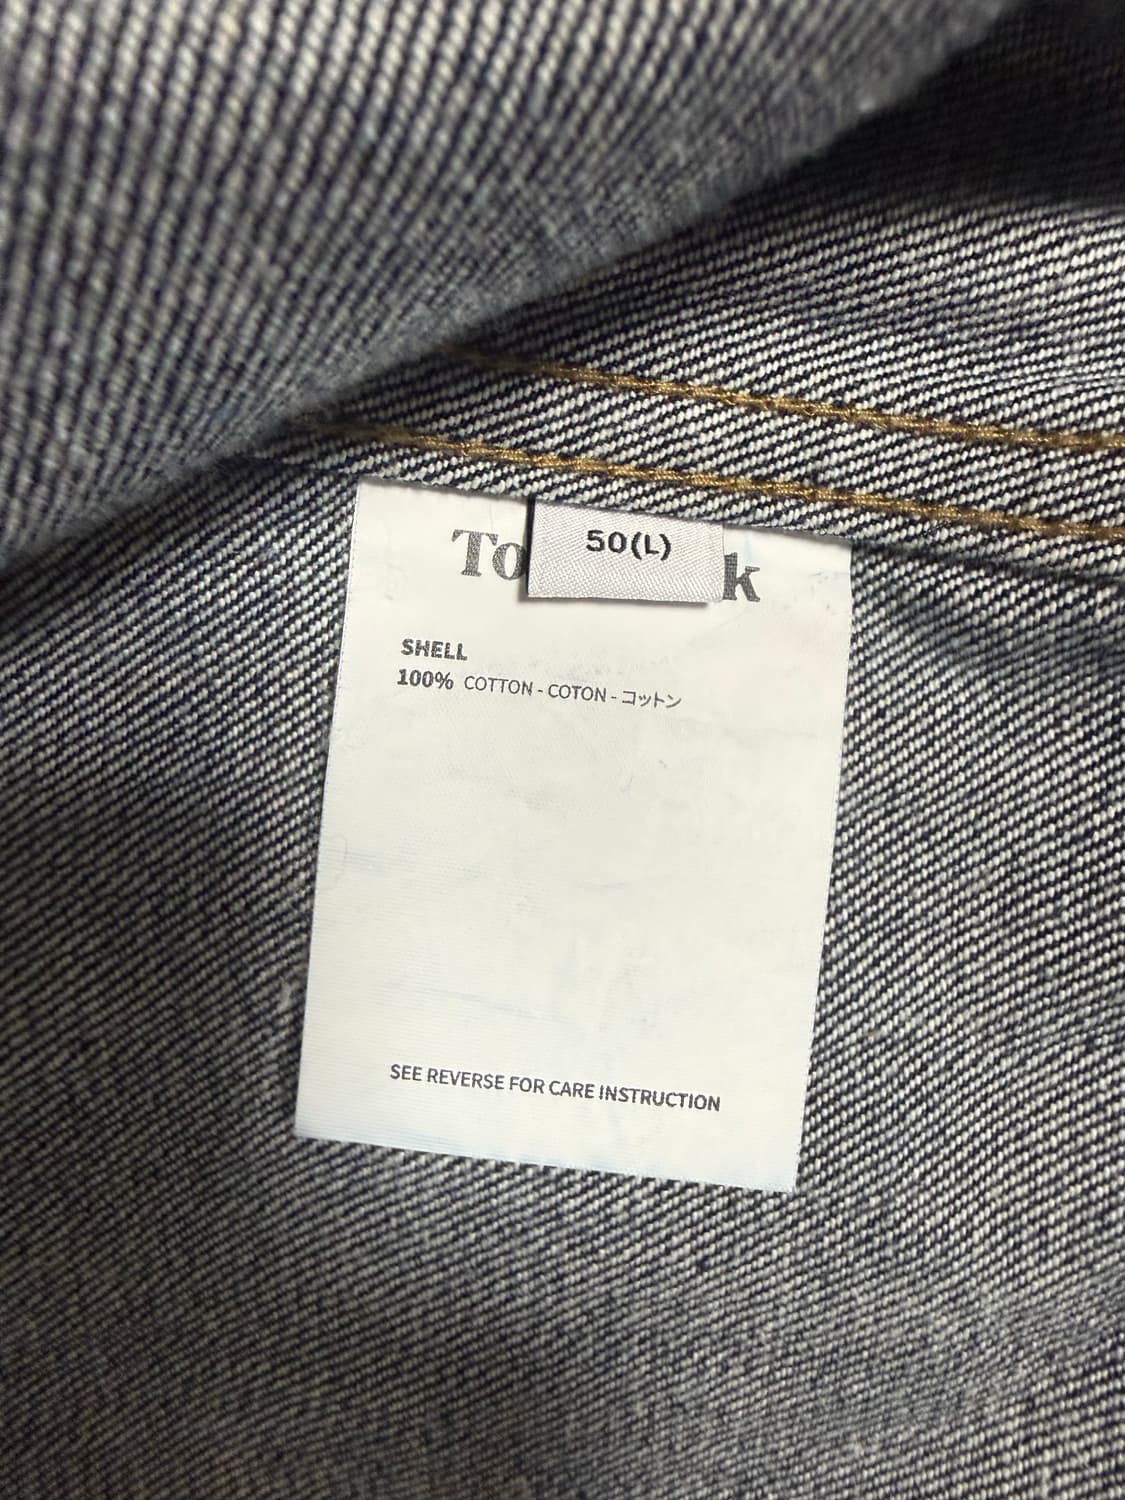 50(L)
SHELL
100% COTTON - COTON - コットン
SEE REVERSE FOR CARE INSTRUCTION